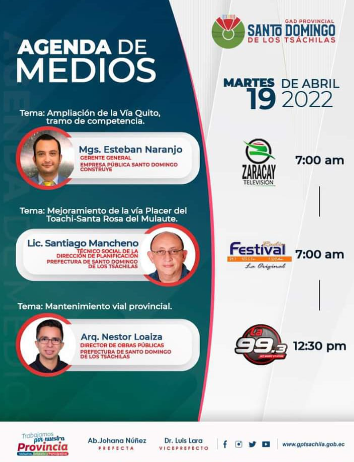 AGENDA DE
MEDIOS
GAD PROVINCIAL
SANTO DOMINGO
DE LOS TSÁCHILAS
MARTES DE ABRIL
19 2022
Tema: Ampliación de la Vía Quito,
tramo de competencia.
Mgs. Esteban Naranjo
GERENTE GENERAL
EMPRESA PÚBLICA SANTO DOMINGO
CONSTRUYE
ZARACAY
TELEVISIÓN
7:00 am
Tema: Mejoramiento de la vía Placer del
Toachi-Santa Rosa del Mulaute.
Lic. Santiago Mancheno
TÉCNICO SOCIAL DE LA
DIRECCIÓN DE PLANIFICACIÓN
PREFECTURA DE SANTO DOMINGO
DE LOS TSÁCHILAS
Radio
Festival
La Original
7:00 am
Tema: Mantenimiento vial provincial.
Arq. Nestor Loaiza
DIRECTOR DE OBRAS PÚBLICAS
PREFECTURA DE SANTO DOMINGO
DE LOS TSÁCHILAS
99.3
12:30 pm
Trabajamos
por nuestra
Provincia
Ab. Johana Núñez
PREFECTA
Dr. Luis Lara
VICEPREFECTO
www.gptsachila.gob.ec